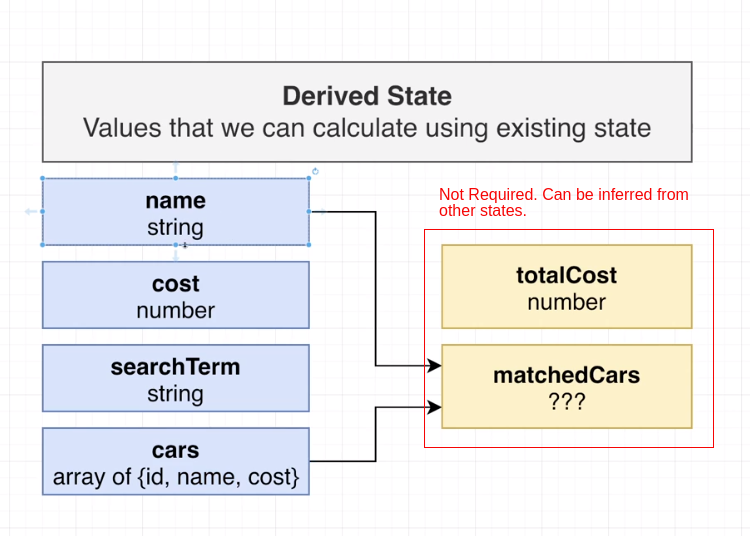 Derived State
Values that we can calculate using existing state
name
string
Not Required. Can be inferred from
other states.
cost
number
totalCost
number
searchTerm
string
matchedCars
???
cars
array of {id, name, cost}